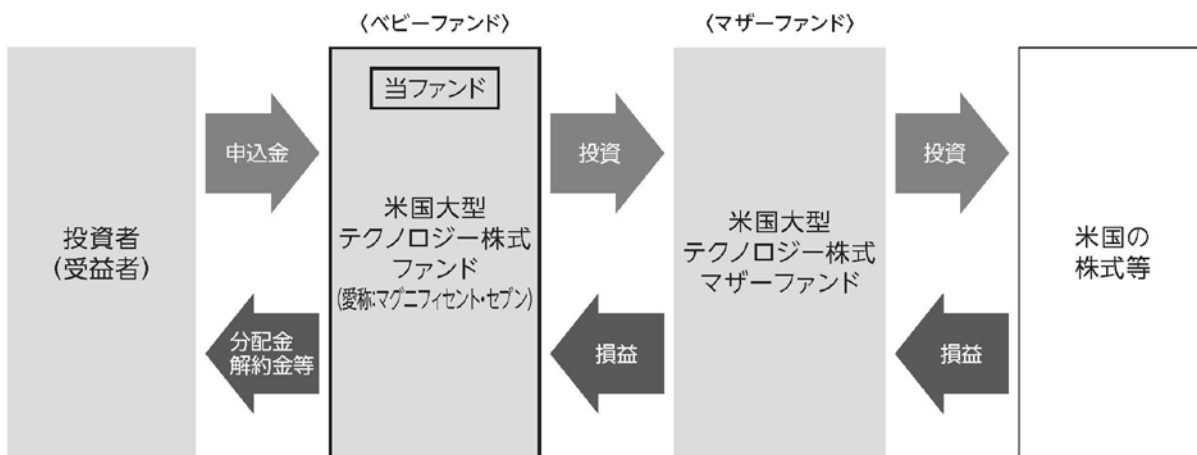 〈ベビーファンド〉
〈マザーファンド〉
投資者
(受益者)
申込金
分配金
解約金等
当ファンド
米国大型
テクノロジー株式
ファンド
(愛称:マグニフィセント・セブン)
投資
損益
米国大型
テクノロジー株式
マザーファンド
投資
損益
米国の
株式等